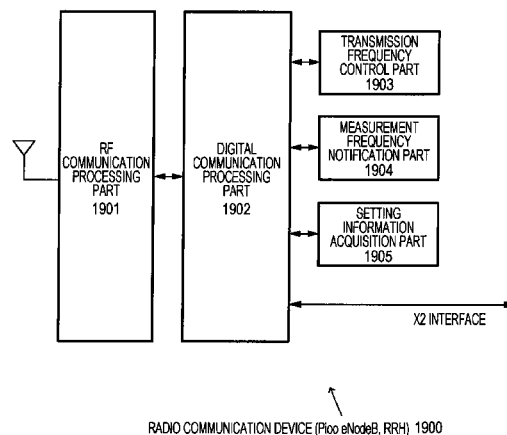 TRANSMISSION
FREQUENCY
CONTROL PART
1903
MEASUREMENT
FREQUENCY
NOTIFICATION PART
1904
SETTING
INFORMATION
ACQUISITION PART
1905
RF
COMMUNICATION
PROCESSING
PART
1901
DIGITAL
COMMUNICATION
PROCESSING
PART
1902
X2 INTERFACE
RADIO COMMUNICATION DEVICE (Pico eNodeB, RRH) 1900